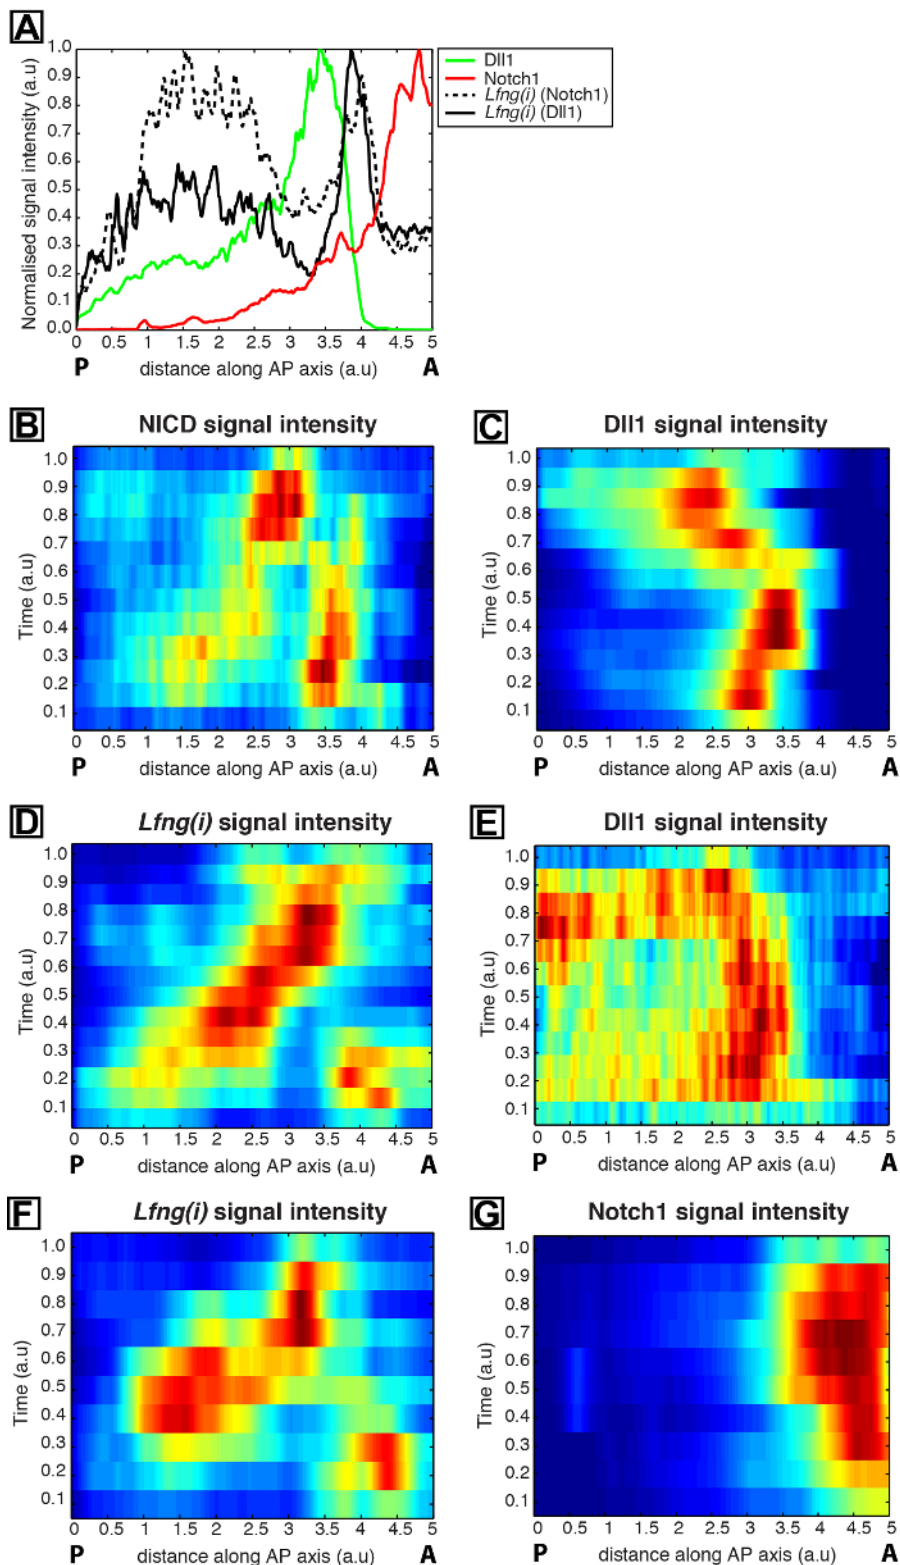 A
Normalised signal intensity (a.u)
1.0
0.9
0.8
0.7
0.6
0.5
0.4
0.3
0.2
0.1
0.0
0 0.5 1 1.5 2 2.5 3 3.5 4 4.5 5
P distance along AP axis (a.u) A
Dll1
Notch1
Lfng(i) (Notch1)
Lfng(i) (Dll1)
B NICD signal intensity
Time (a.u)
1.0
0.9
0.8
0.7
0.6
0.5
0.4
0.3
0.2
0.1
0 0.5 1 1.5 2 2.5 3 3.5 4 4.5 5
P distance along AP axis (a.u) A
C Dll1 signal intensity
Time (a.u)
1.0
0.9
0.8
0.7
0.6
0.5
0.4
0.3
0.2
0.1
0 0.5 1 1.5 2 2.5 3 3.5 4 4.5 5
P distance along AP axis (a.u) A
D Lfng(i) signal intensity
Time (a.u)
1.0
0.9
0.8
0.7
0.6
0.5
0.4
0.3
0.2
0.1
0 0.5 1 1.5 2 2.5 3 3.5 4 4.5 5
P distance along AP axis (a.u) A
E Dll1 signal intensity
Time (a.u)
1.0
0.9
0.8
0.7
0.6
0.5
0.4
0.3
0.2
0.1
0 0.5 1 1.5 2 2.5 3 3.5 4 4.5 5
P distance along AP axis (a.u) A
F Lfng(i) signal intensity
Time (a.u)
1.0
0.9
0.8
0.7
0.6
0.5
0.4
0.3
0.2
0.1
0 0.5 1 1.5 2 2.5 3 3.5 4 4.5 5
P distance along AP axis (a.u) A
G Notch1 signal intensity
Time (a.u)
1.0
0.9
0.8
0.7
0.6
0.5
0.4
0.3
0.2
0.1
0 0.5 1 1.5 2 2.5 3 3.5 4 4.5 5
P distance along AP axis (a.u) A